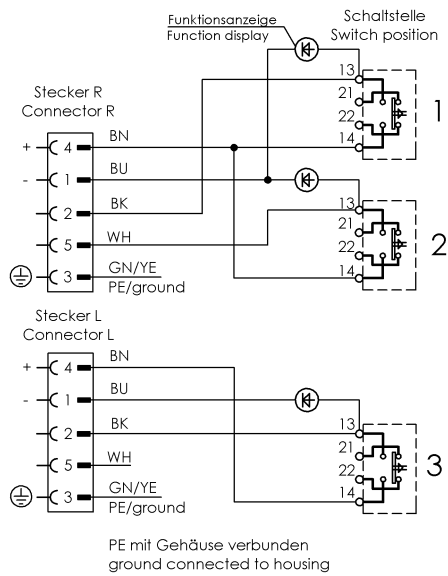 Funktionsanzeige
Function display
Schaltstelle
Switch position
Stecker R
Connector R
13
21
22
14
1
+ 4 BN
- 1 BU
2 BK
5 WH
3 GN/YE
PE/ground
13
21
22
14
2
Stecker L
Connector L
+ 4 BN
- 1 BU
2 BK
5 WH
3 GN/YE
PE/ground
13
21
22
14
3
PE mit Gehäuse verbunden
ground connected to housing